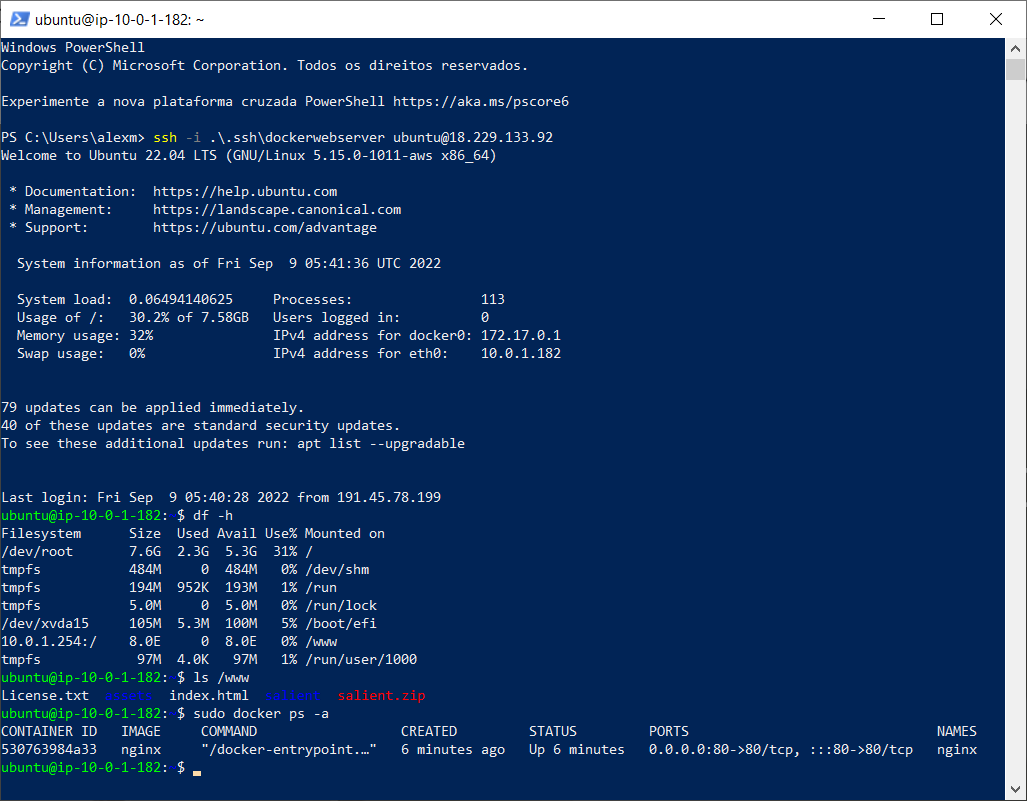 ubuntu@ip-10-0-1-182: ~
Windows PowerShell
Copyright (C) Microsoft Corporation. Todos os direitos reservados.
Experimente a nova plataforma cruzada PowerShell https://aka.ms/pscore6
PS C:\Users\alexm> ssh -i .\.ssh\dockerwebserver ubuntu@18.229.133.92
Welcome to Ubuntu 22.04 LTS (GNU/Linux 5.15.0-1011-aws x86_64)
* Documentation:  https://help.ubuntu.com
* Management:     https://landscape.canonical.com
* Support:        https://ubuntu.com/advantage
System information as of Fri Sep  9 05:41:36 UTC 2022
System load:  0.06494140625     Processes:                113
Usage of /:   30.2% of 7.58GB   Users logged in:          0
Memory usage: 32%               IPv4 address for docker0: 172.17.0.1
Swap usage:   0%                IPv4 address for eth0:    10.0.1.182
79 updates can be applied immediately.
40 of these updates are standard security updates.
To see these additional updates run: apt list --upgradable
Last login: Fri Sep  9 05:40:28 2022 from 191.45.78.199
ubuntu@ip-10-0-1-182:~$ df -h
Filesystem      Size  Used Avail Use% Mounted on
/dev/root       7.6G  2.3G  5.3G  31% /
tmpfs           484M     0  484M   0% /dev/shm
tmpfs           194M  952K  193M   1% /run
tmpfs           5.0M     0  5.0M   0% /run/lock
/dev/xvda15     105M  5.3M  100M   5% /boot/efi
10.0.1.254:/    8.0E     0  8.0E   0% /www
tmpfs            97M  4.0K   97M   1% /run/user/1000
ubuntu@ip-10-0-1-182:~$ ls /www
License.txt  assets  index.html  salient  salient.zip
ubuntu@ip-10-0-1-182:~$ sudo docker ps -a
CONTAINER ID   IMAGE     COMMAND                  CREATED         STATUS         PORTS                               NAMES
530763984a33   nginx     "/docker-entrypoint.…"   6 minutes ago   Up 6 minutes   0.0.0.0:80->80/tcp, :::80->80/tcp   nginx
ubuntu@ip-10-0-1-182:~$